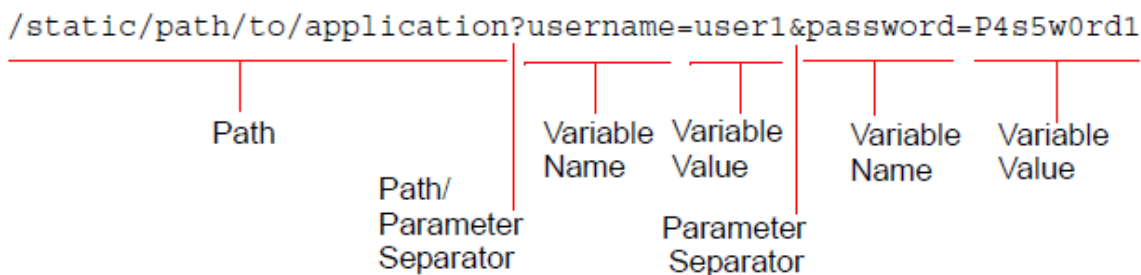 /static/path/to/application?username=user1&password=P4s5w0rd1
Path
Variable Name
Variable Value
Variable Name
Variable Value
Path/
Parameter
Separator
Parameter
Separator